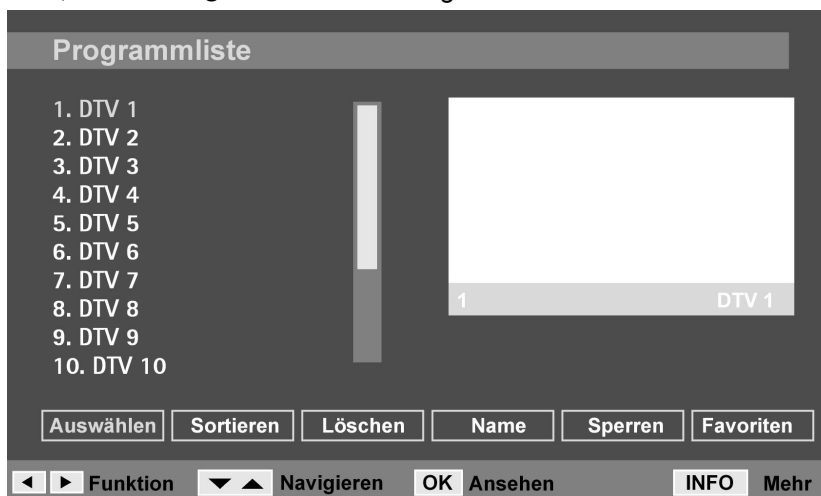 Programmliste
1. DTV 1
2. DTV 2
3. DTV 3
4. DTV 4
5. DTV 5
6. DTV 6
7. DTV 7
8. DTV 8
9. DTV 9
10. DTV 10
1 DTV 1
Auswählen Sortieren Löschen Name Sperren Favoriten
Funktion Navigieren OK Ansehen INFO Mehr